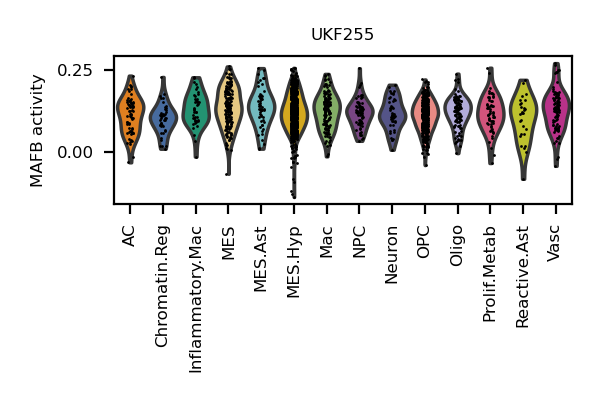 UKF255
MAFB activity
0.25
0.00
AC
Chromatin.Reg
Inflammatory.Mac
MES
MES.Ast
MES.Hyp
Mac
NPC
Neuron
OPC
Oligo
Prolif.Metab
Reactive.Ast
Vasc